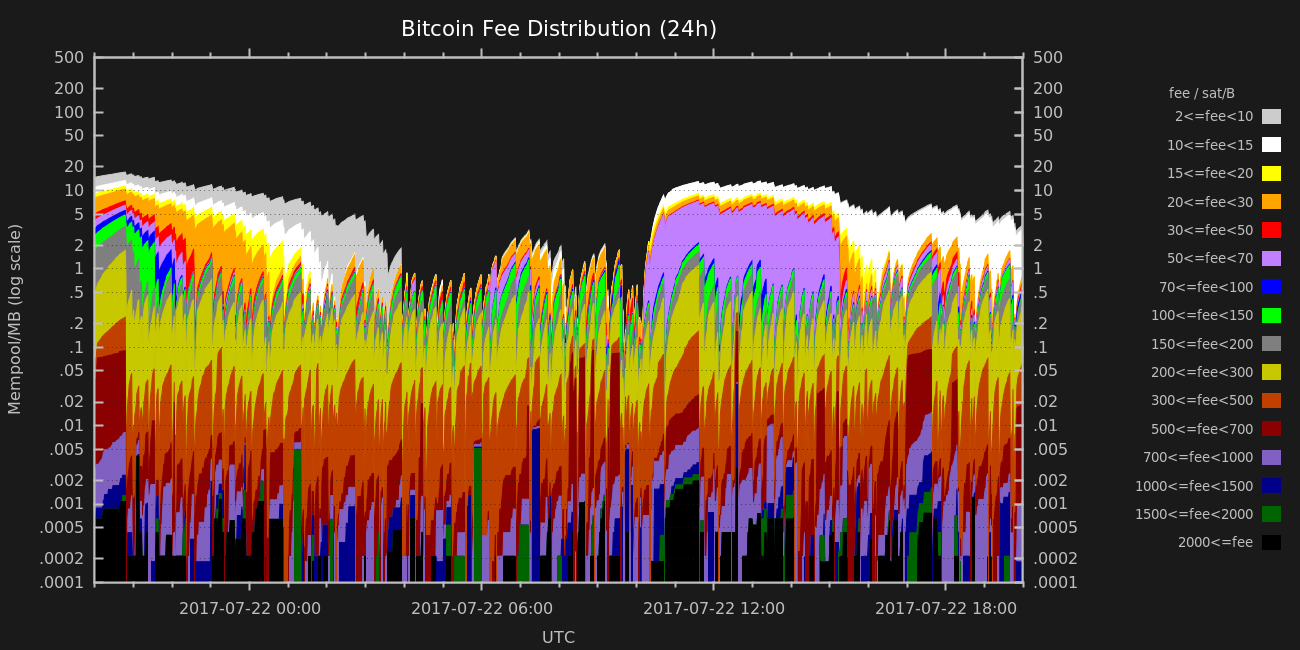 Bitcoin Fee Distribution (24h)
500
200
100
50
20
10
5
2
1
.5
.2
.1
.05
.02
.01
.005
.002
.001
.0005
.0002
.0001
Mempool/MB (log scale)
500
200
100
50
20
10
5
2
1
.5
.2
.1
.05
.02
.01
.005
.002
.001
.0005
.0002
.0001
2017-07-22 00:00
2017-07-22 06:00
2017-07-22 12:00
2017-07-22 18:00
UTC
fee / sat/B
2<=fee<10
10<=fee<15
15<=fee<20
20<=fee<30
30<=fee<50
50<=fee<70
70<=fee<100
100<=fee<150
150<=fee<200
200<=fee<300
300<=fee<500
500<=fee<700
700<=fee<1000
1000<=fee<1500
1500<=fee<2000
2000<=fee